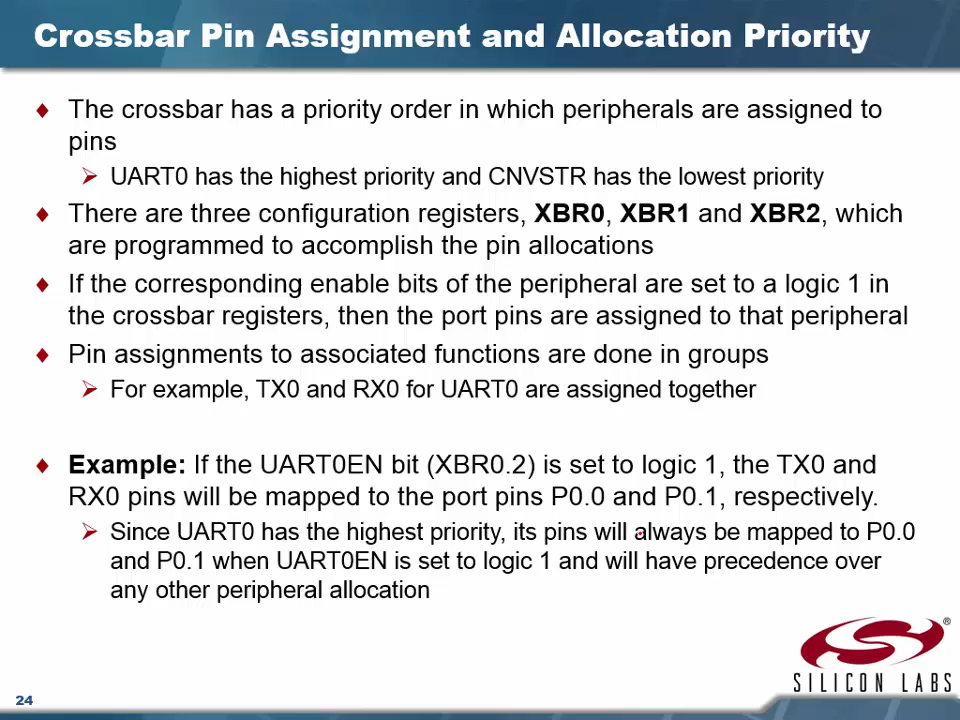 Crossbar Pin Assignment and Allocation Priority
The crossbar has a priority order in which peripherals are assigned to
pins
UART0 has the highest priority and CNVSTR has the lowest priority
There are three configuration registers, XBR0, XBR1 and XBR2, which
are programmed to accomplish the pin allocations
If the corresponding enable bits of the peripheral are set to a logic 1 in
the crossbar registers, then the port pins are assigned to that peripheral
Pin assignments to associated functions are done in groups
For example, TX0 and RX0 for UART0 are assigned together
Example: If the UART0EN bit (XBR0.2) is set to logic 1, the TX0 and
RX0 pins will be mapped to the port pins P0.0 and P0.1, respectively.
Since UART0 has the highest priority, its pins will always be mapped to P0.0
and P0.1 when UART0EN is set to logic 1 and will have precedence over
any other peripheral allocation
®
SILICON LABS
24